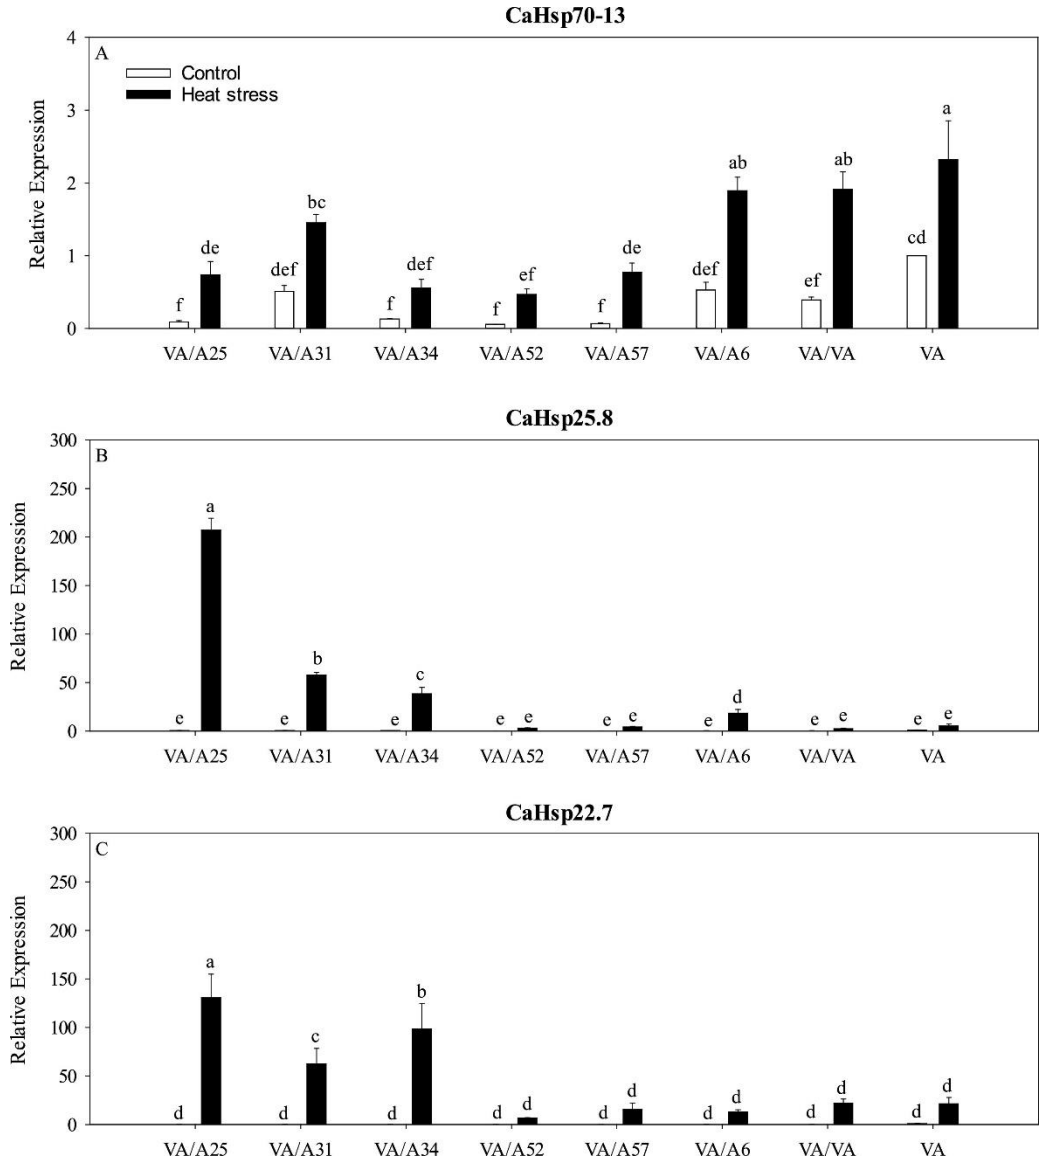 CaHsp70-13
A
Control
Heat stress
Relative Expression
4
3
2
1
0
f de def bc f def f ef f de def ab ef ab cd a
VA/A25 VA/A31 VA/A34 VA/A52 VA/A57 VA/A6 VA/VA VA
CaHsp25.8
B
Relative Expression
300
250
200
150
100
50
0
e a e b e c e e e e e d e e e e
VA/A25 VA/A31 VA/A34 VA/A52 VA/A57 VA/A6 VA/VA VA
CaHsp22.7
C
Relative Expression
300
250
200
150
100
50
0
d a d c d b d d d d d d d d d d
VA/A25 VA/A31 VA/A34 VA/A52 VA/A57 VA/A6 VA/VA VA